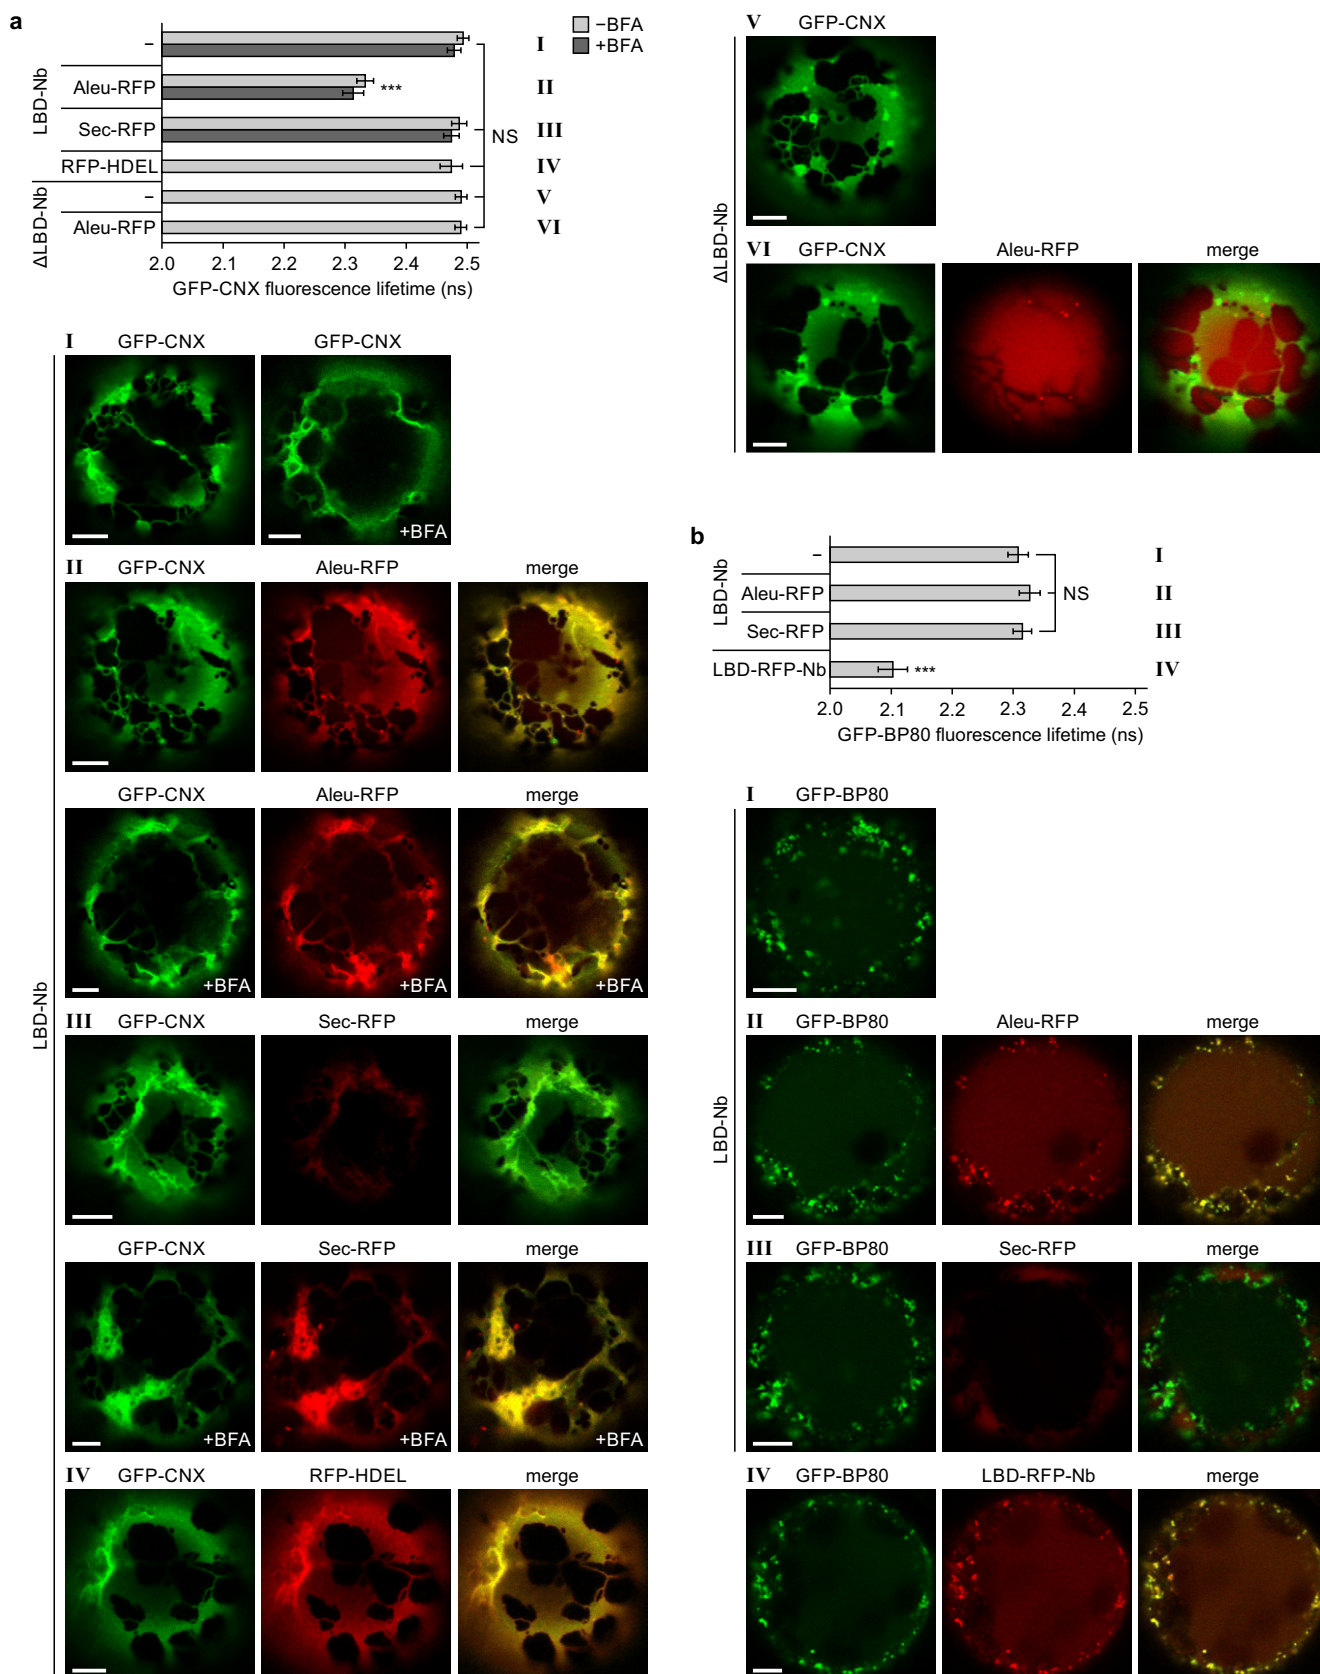 a
−BFA
+BFA
LBD-Nb
–
I
Aleu-RFP
***
II
Sec-RFP
III
NS
RFP-HDEL
IV
ΔLBD-Nb
–
V
Aleu-RFP
VI
2.0 2.1 2.2 2.3 2.4 2.5
GFP-CNX fluorescence lifetime (ns)
LBD-Nb
I GFP-CNX GFP-CNX
+BFA
II GFP-CNX Aleu-RFP merge
GFP-CNX Aleu-RFP merge
+BFA +BFA +BFA
III GFP-CNX Sec-RFP merge
GFP-CNX Sec-RFP merge
+BFA +BFA +BFA
IV GFP-CNX RFP-HDEL merge
ΔLBD-Nb
V GFP-CNX
VI GFP-CNX Aleu-RFP merge
b
LBD-Nb
–
I
Aleu-RFP
NS
II
Sec-RFP
III
LBD-RFP-Nb
***
IV
2.0 2.1 2.2 2.3 2.4 2.5
GFP-BP80 fluorescence lifetime (ns)
LBD-Nb
I GFP-BP80
II GFP-BP80 Aleu-RFP merge
III GFP-BP80 Sec-RFP merge
IV GFP-BP80 LBD-RFP-Nb merge